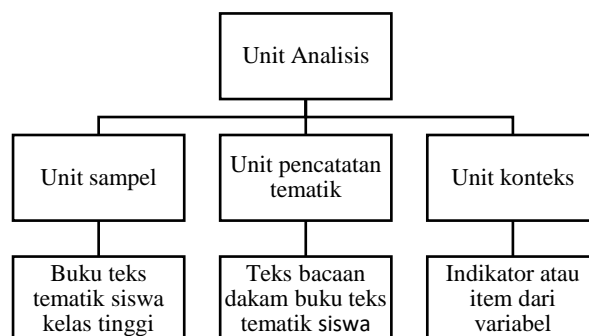 Unit Analisis
Unit sampel
Unit pencatatan
tematik
Unit konteks
Buku teks
tematik siswa
kelas tinggi
Teks bacaan
dakam buku teks
tematik siswa
Indikator atau
item dari
variabel